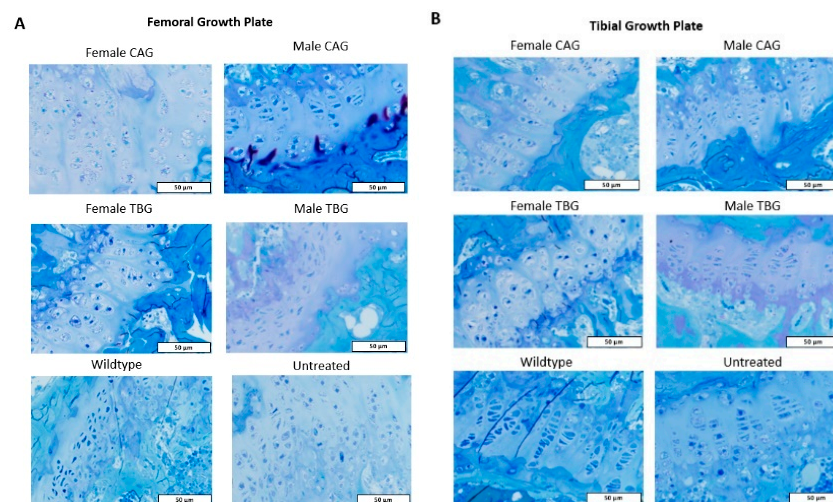 A
Femoral Growth Plate
Female CAG
Male CAG
50 µm
50 µm
Female TBG
Male TBG
50 µm
50 µm
Wildtype
Untreated
50 µm
50 µm
B
Tibial Growth Plate
Female CAG
Male CAG
50 µm
50 µm
Female TBG
Male TBG
50 µm
50 µm
Wildtype
Untreated
50 µm
50 µm